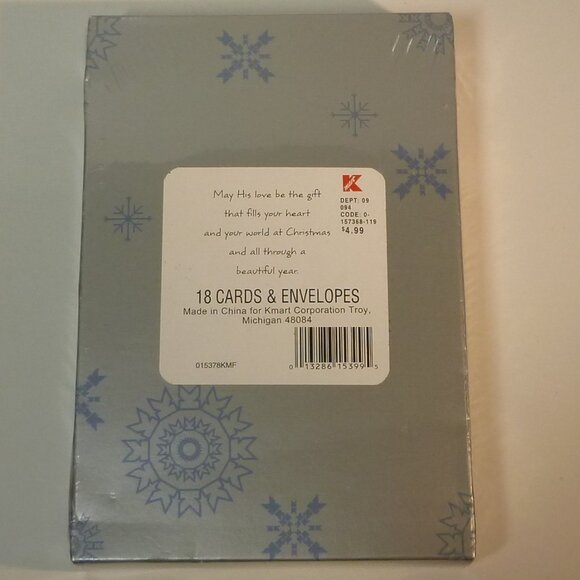 May His love be the gift
that fills your heart
and your world at Christmas
and all through a
beautiful year.
K
DEPT: 09
094
CODE: 0-
157368-119
$4.99
18 CARDS & ENVELOPES
Made in China for Kmart Corporation Troy,
Michigan 48084
015378KMF
0 13286 15399 5